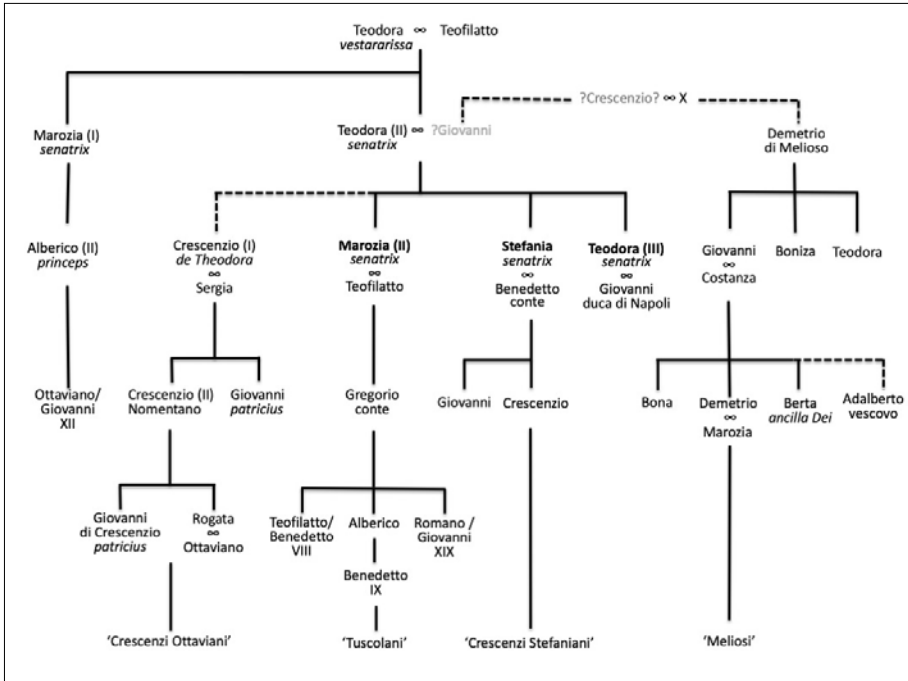 Teodora ∞ Teofilatto
vestararissa
?Crescenzio? ∞ X
Marozia (I)
senatrix
Teodora (II) ∞ ?Giovanni
senatrix
Demetrio
di Melioso
Alberico (II)
princeps
Crescenzio (I)
de Theodora
∞
Sergia
Marozia (II)
senatrix
∞
Teofilatto
Stefania
senatrix
∞
Benedetto
conte
Teodora (III)
senatrix
∞
Giovanni
duca di Napoli
Giovanni
∞
Costanza
Boniza
Teodora
Ottaviano/
Giovanni
XII
Crescenzio (II)
Nomentano
Giovanni
patricius
Gregorio
conte
Giovanni
Crescenzio
Bona
Demetrio
∞
Marozia
Berta
ancilla Dei
Adalberto
vescovo
Giovanni
di Crescenzio
patricius
Rogata
∞
Ottaviano
Teofilatto/
Benedetto
VIII
Alberico
Romano /
Giovanni
XIX
Benedetto
IX
'Crescenzi Ottaviani'
'Tuscolani'
'Crescenzi Stefaniani'
'Meliosi'